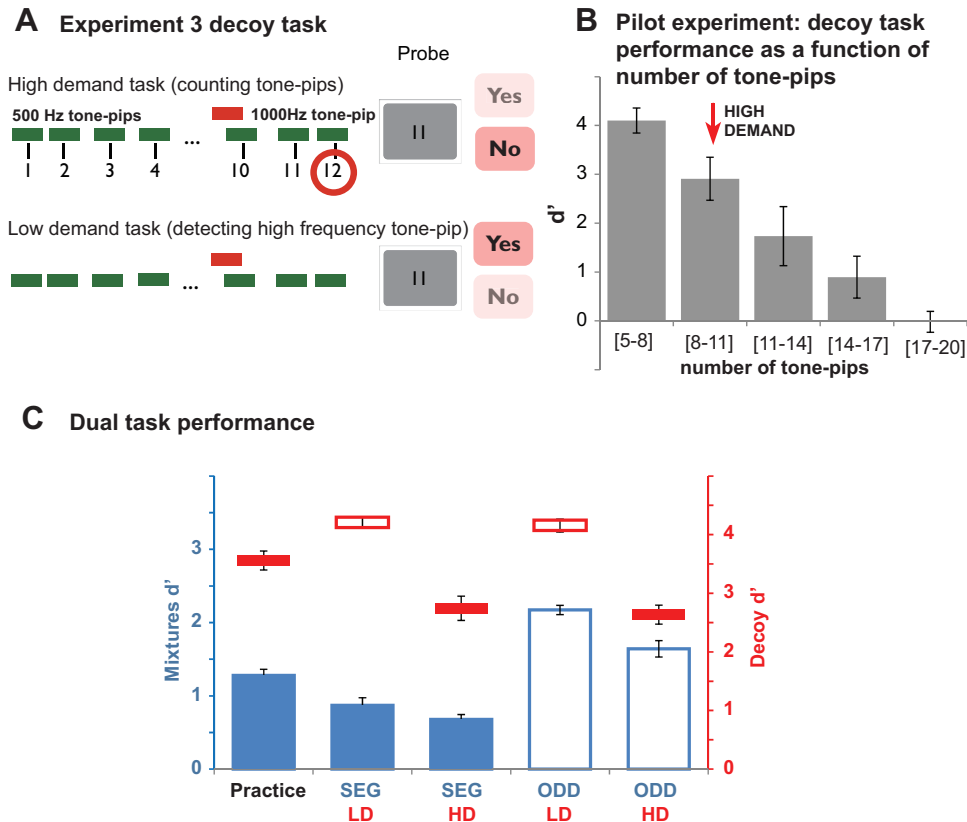 A Experiment 3 decoy task
Probe
High demand task (counting tone-pips)
500 Hz tone-pips
1000Hz tone-pip
...
1 2 3 4 10 11 12
II
Yes
No
Low demand task (detecting high frequency tone-pip)
...
II
Yes
No
B Pilot experiment: decoy task
performance as a function of
number of tone-pips
HIGH
DEMAND
d'
5
4
3
2
1
0
[5-8] [8-11] [11-14] [14-17] [17-20]
number of tone-pips
C Dual task performance
Mixtures d'
3
2
1
0
Decoy d'
4
3
2
1
0
Practice SEG SEG ODD ODD
LD HD LD HD